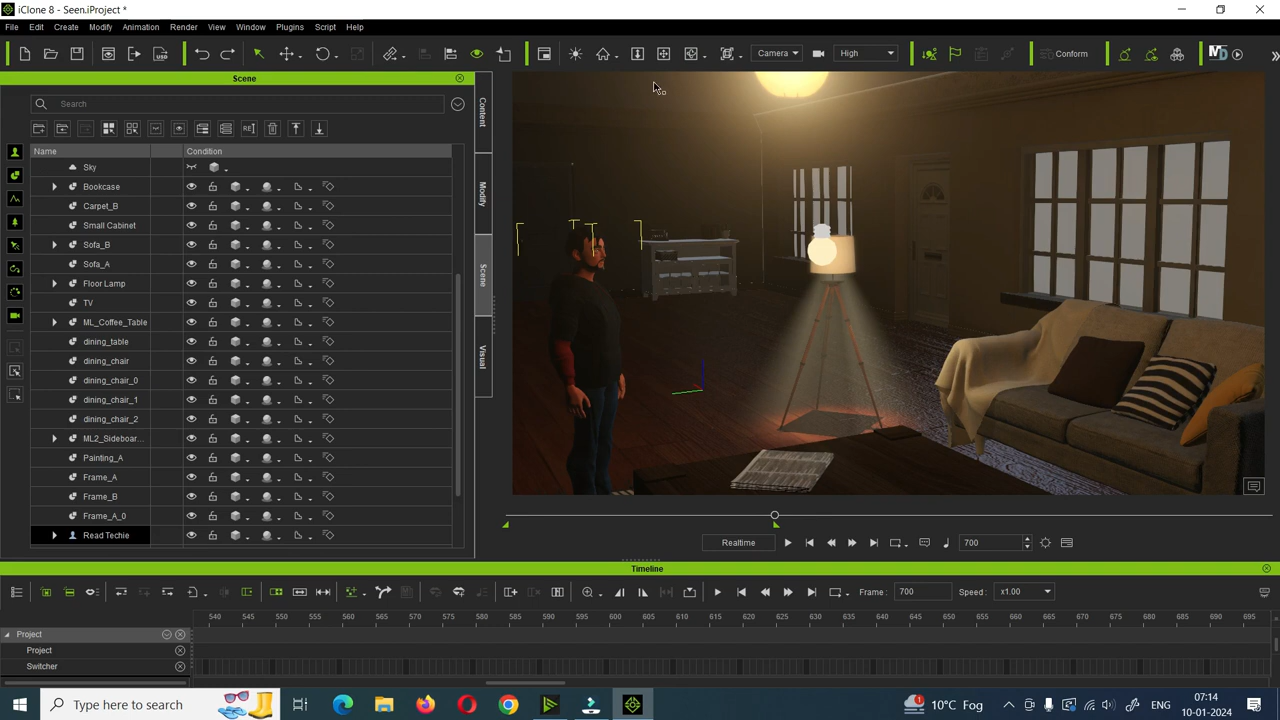 iClone 8 - Seen.iProject *
File Edit Create Modify Animation Render View Window Plugins Script Help
Camera High Conform
Scene
Search
Name Condition
Sky
Bookcase
Carpet_B
Small Cabinet
Sofa_B
Sofa_A
Floor Lamp
TV
ML_Coffee_Table
dining_table
dining_chair
dining_chair_0
dining_chair_1
dining_chair_2
ML2_Sideboar...
Painting_A
Frame_A
Frame_B
Frame_A_0
Read Techie
Content
Modify
Scene
Visual
Realtime 700
Timeline
Frame : 700 Speed : x1.00
540 545 550 555 560 565 570 575 580 585 590 595 600 605 610 615 620 625 630 635 640 645 650 655 660 665 670 675 680 685 690 695
Project
Project
Switcher
Type here to search
10°C Fog
ENG
07:14
10-01-2024